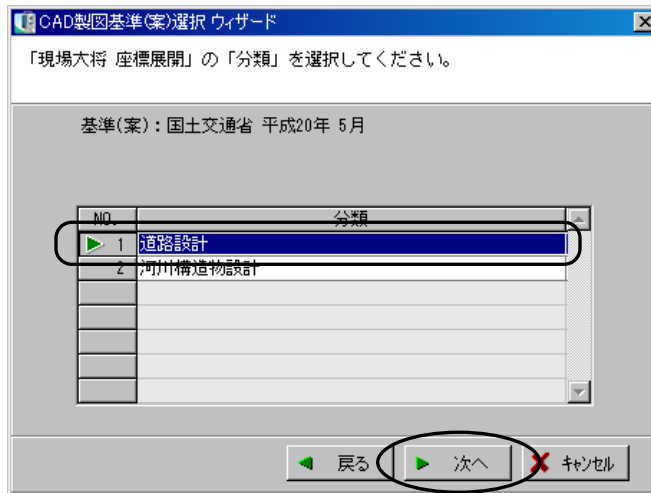 CAD製図基準(案)選択 ウィザード
「現場大将 座標展開」の「分類」を選択してください。
基準(案):国土交通省 平成20年 5月
NO. 分類
1 道路設計
2 河川構造物設計
戻る 次へ キャンセル